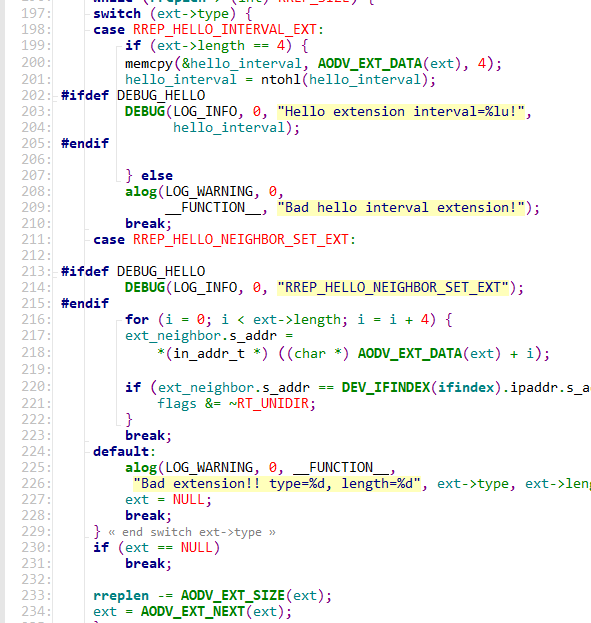 196: while (rreplen > (int) RREP_SIZE) {
197: switch (ext->type) {
198: case RREP_HELLO_INTERVAL_EXT:
199: if (ext->length == 4) {
200: memcpy(&hello_interval, AODV_EXT_DATA(ext), 4);
201: hello_interval = ntohl(hello_interval);
202: #ifdef DEBUG_HELLO
203: DEBUG(LOG_INFO, 0, "Hello extension interval=%lu!",
204: hello_interval);
205: #endif
206:
207: } else
208: alog(LOG_WARNING, 0,
209: __FUNCTION__, "Bad hello interval extension!");
210: break;
211: case RREP_HELLO_NEIGHBOR_SET_EXT:
212:
213: #ifdef DEBUG_HELLO
214: DEBUG(LOG_INFO, 0, "RREP_HELLO_NEIGHBOR_SET_EXT");
215: #endif
216: for (i = 0; i < ext->length; i = i + 4) {
217: ext_neighbor.s_addr =
218: *(in_addr_t *) ((char *) AODV_EXT_DATA(ext) + i);
219:
220: if (ext_neighbor.s_addr == DEV_IFINDEX(ifindex).ipaddr.s_a
221: flags &= ~RT_UNIDIR;
222: }
223: break;
224: default:
225: alog(LOG_WARNING, 0, __FUNCTION__,
226: "Bad extension!! type=%d, length=%d", ext->type, ext->len
227: ext = NULL;
228: break;
229: } « end switch ext->type »
230: if (ext == NULL)
231: break;
232:
233: rreplen -= AODV_EXT_SIZE(ext);
234: ext = AODV_EXT_NEXT(ext);